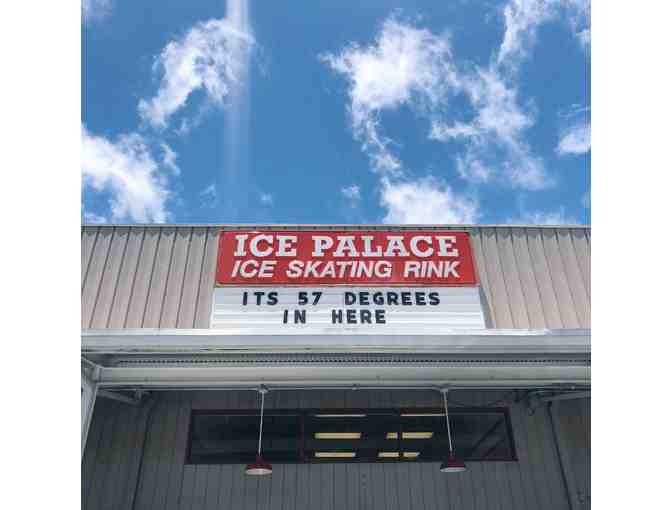 ICE PALACE
ICE SKATING RINK
ITS 57 DEGREES
IN HERE